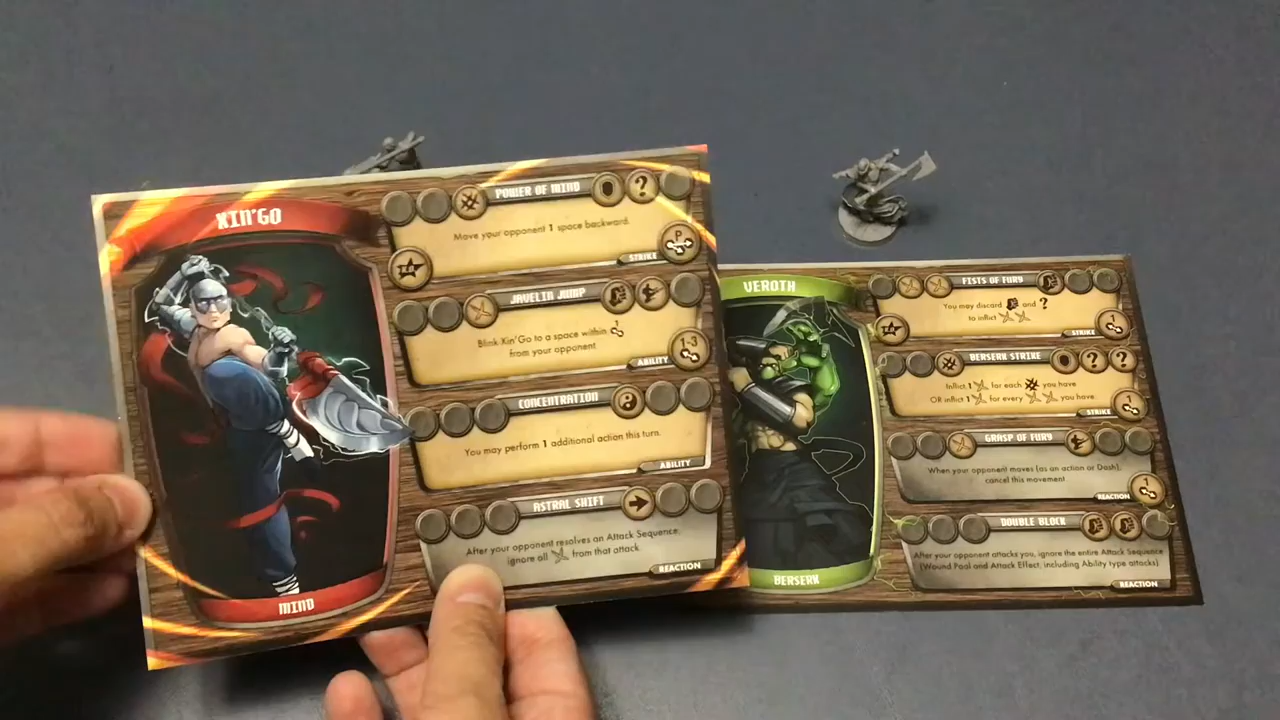 XIN'GO
MIND
POWER OF MIND
?
Move your opponent 1 space backward.
STRIKE
P
JAVELIN JUMP
Blink Xin'Go to a space within 1
from your opponent.
ABILITY
1-3
CONCENTRATION
You may perform 1 additional action this turn.
ABILITY
ASTRAL SHIFT
After your opponent resolves an Attack Sequence,
ignore all from that attack.
REACTION
VEROTH
BERSERK
FISTS OF FURY
You may discard and ?
to inflict
STRIKE
1
BERSERK STRIKE
? ?
Inflict 1 for each you have
OR inflict 1 for every you have.
STRIKE
1
GRASP OF FURY
When your opponent moves (as an action or Dash),
cancel this movement
REACTION
1
DOUBLE BLOCK
After your opponent attacks you, ignore the entire Attack Sequence
(Wound Pool and Attack Effect, including Ability type attacks)
REACTION